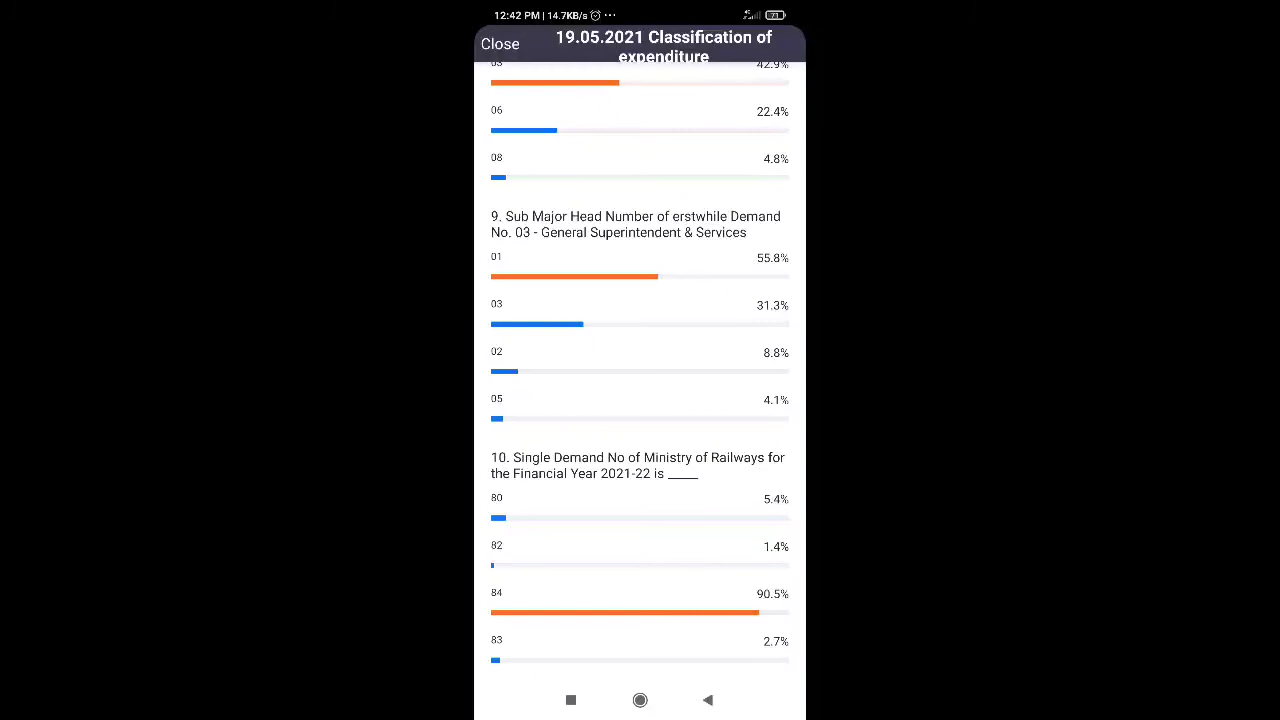 12:42 PM | 14.7KB/s
4G
71
Close
19.05.2021 Classification of
expenditure
42.9%
06
22.4%
08
4.8%
9. Sub Major Head Number of erstwhile Demand
No. 03 - General Superintendent & Services
01
55.8%
03
31.3%
02
8.8%
05
4.1%
10. Single Demand No of Ministry of Railways for
the Financial Year 2021-22 is _____
80
5.4%
82
1.4%
84
90.5%
83
2.7%